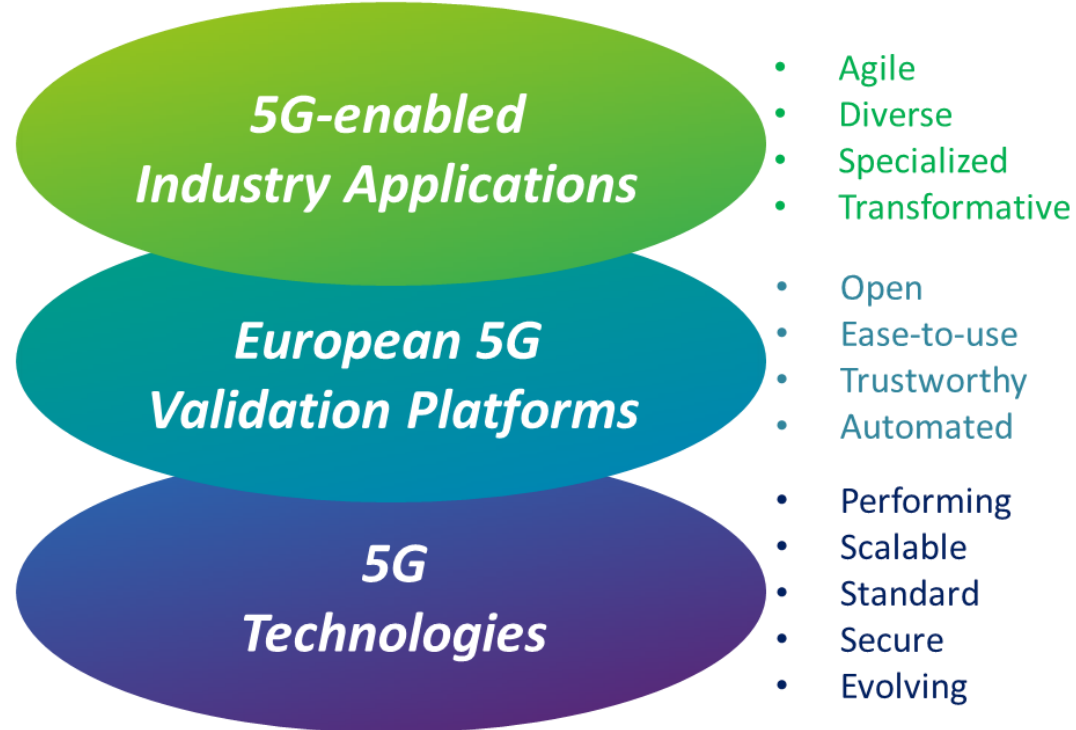 5G-enabled
Industry Applications
• Agile
• Diverse
• Specialized
• Transformative
European 5G
Validation Platforms
• Open
• Ease-to-use
• Trustworthy
• Automated
5G
Technologies
• Performing
• Scalable
• Standard
• Secure
• Evolving